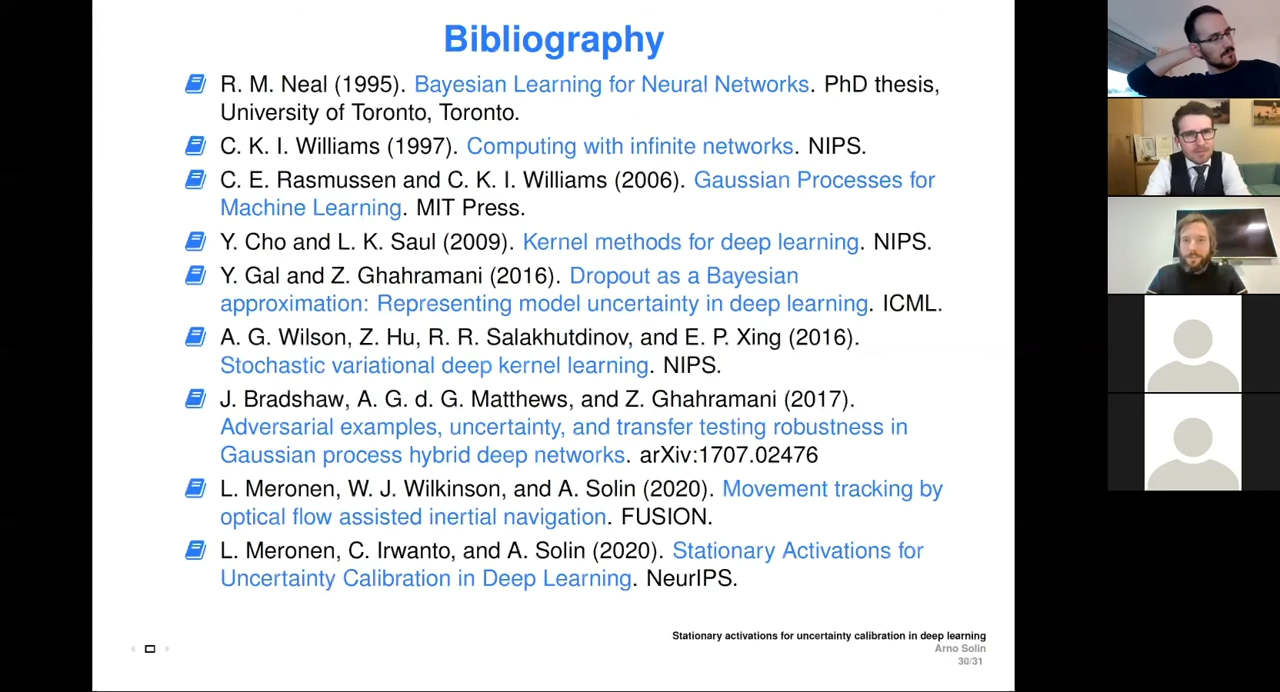 Bibliography
R. M. Neal (1995). Bayesian Learning for Neural Networks. PhD thesis,
University of Toronto, Toronto.
C. K. I. Williams (1997). Computing with infinite networks. NIPS.
C. E. Rasmussen and C. K. I. Williams (2006). Gaussian Processes for
Machine Learning. MIT Press.
Y. Cho and L. K. Saul (2009). Kernel methods for deep learning. NIPS.
Y. Gal and Z. Ghahramani (2016). Dropout as a Bayesian
approximation: Representing model uncertainty in deep learning. ICML.
A. G. Wilson, Z. Hu, R. R. Salakhutdinov, and E. P. Xing (2016).
Stochastic variational deep kernel learning. NIPS.
J. Bradshaw, A. G. d. G. Matthews, and Z. Ghahramani (2017).
Adversarial examples, uncertainty, and transfer testing robustness in
Gaussian process hybrid deep networks. arXiv:1707.02476
L. Meronen, W. J. Wilkinson, and A. Solin (2020). Movement tracking by
optical flow assisted inertial navigation. FUSION.
L. Meronen, C. Irwanto, and A. Solin (2020). Stationary Activations for
Uncertainty Calibration in Deep Learning. NeurIPS.
Stationary activations for uncertainty calibration in deep learning
Arno Solin
30/31